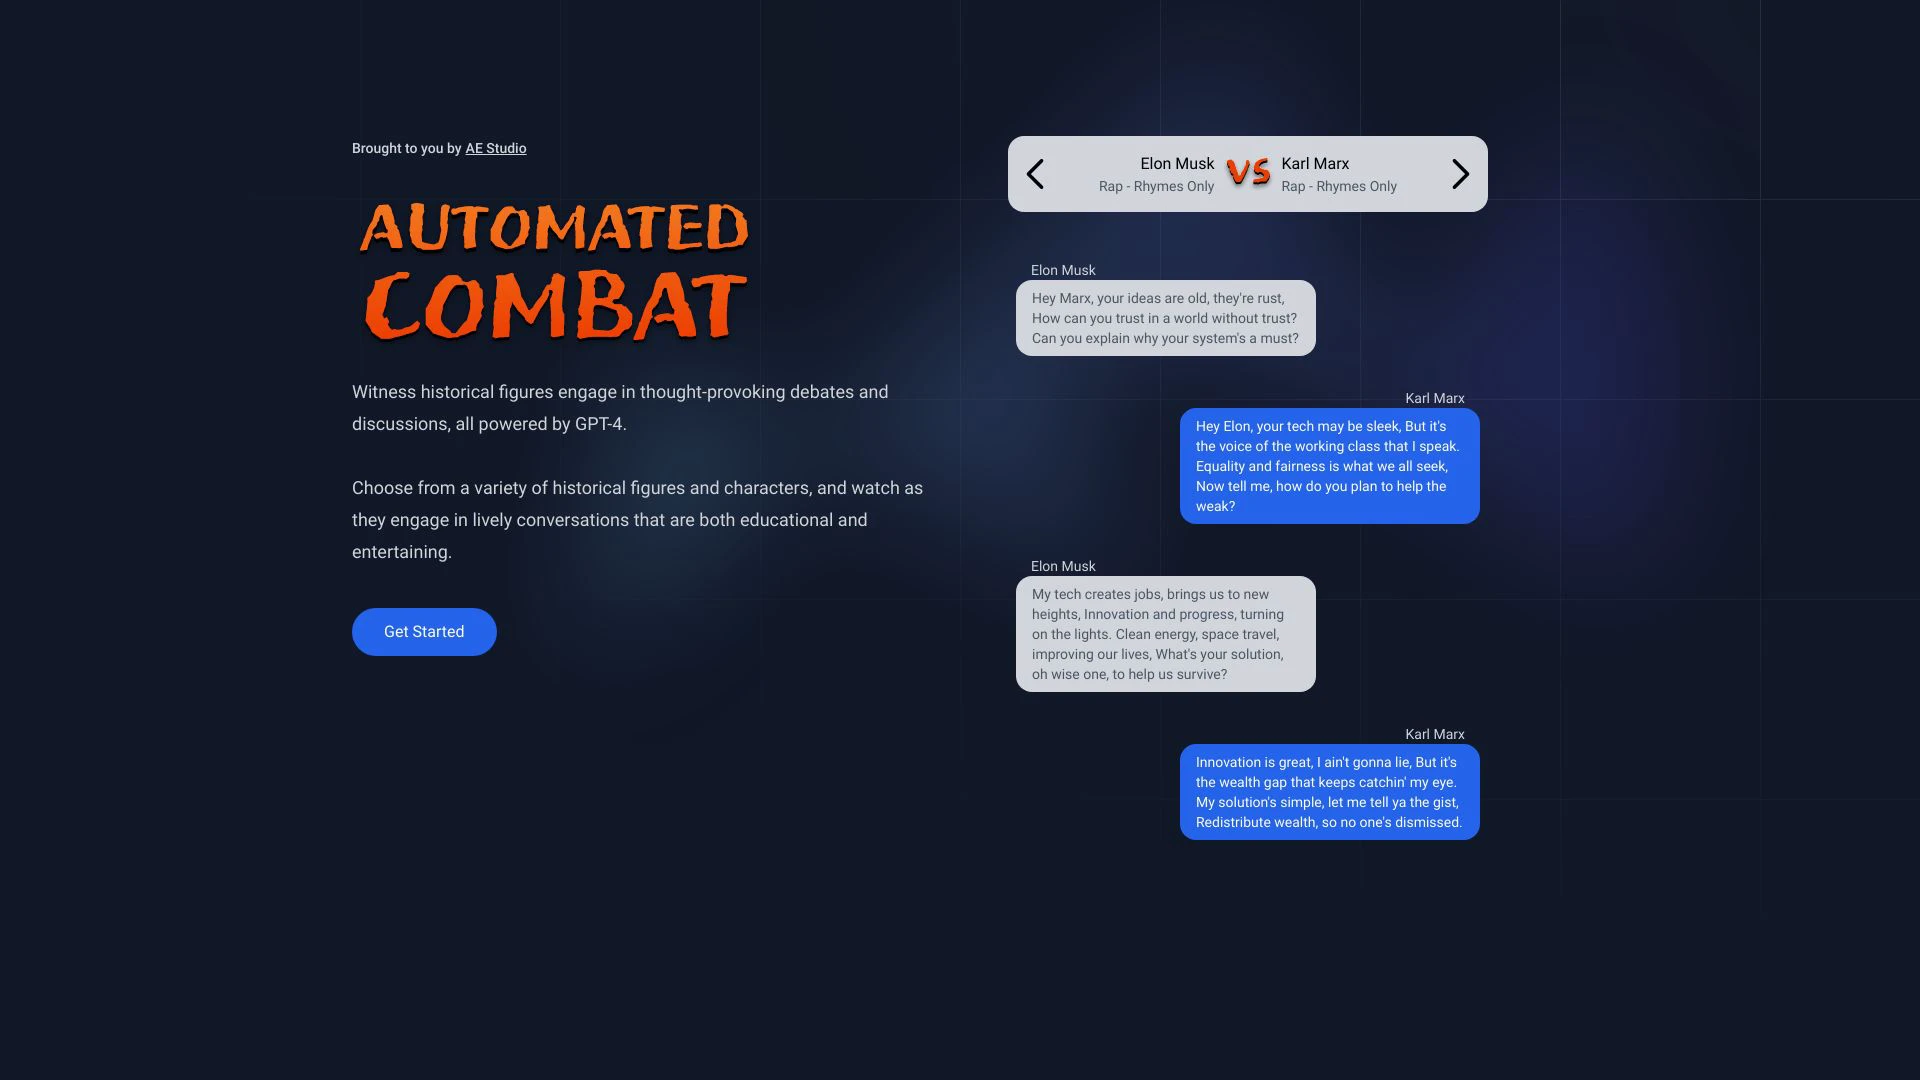 Brought to you by AE Studio
AUTOMATED
COMBAT
Witness historical figures engage in thought-provoking debates and
discussions, all powered by GPT-4.
Choose from a variety of historical figures and characters, and watch as
they engage in lively conversations that are both educational and
entertaining.
Get Started
Elon Musk VS Karl Marx
Rap - Rhymes Only Rap - Rhymes Only
Elon Musk
Hey Marx, your ideas are old, they're rust,
How can you trust in a world without trust?
Can you explain why your system's a must?
Karl Marx
Hey Elon, your tech may be sleek, But it's
the voice of the working class that I speak.
Equality and fairness is what we all seek,
Now tell me, how do you plan to help the
weak?
Elon Musk
My tech creates jobs, brings us to new
heights, Innovation and progress, turning
on the lights. Clean energy, space travel,
improving our lives, What's your solution,
oh wise one, to help us survive?
Karl Marx
Innovation is great, I ain't gonna lie, But it's
the wealth gap that keeps catchin' my eye.
My solution's simple, let me tell ya the gist,
Redistribute wealth, so no one's dismissed.